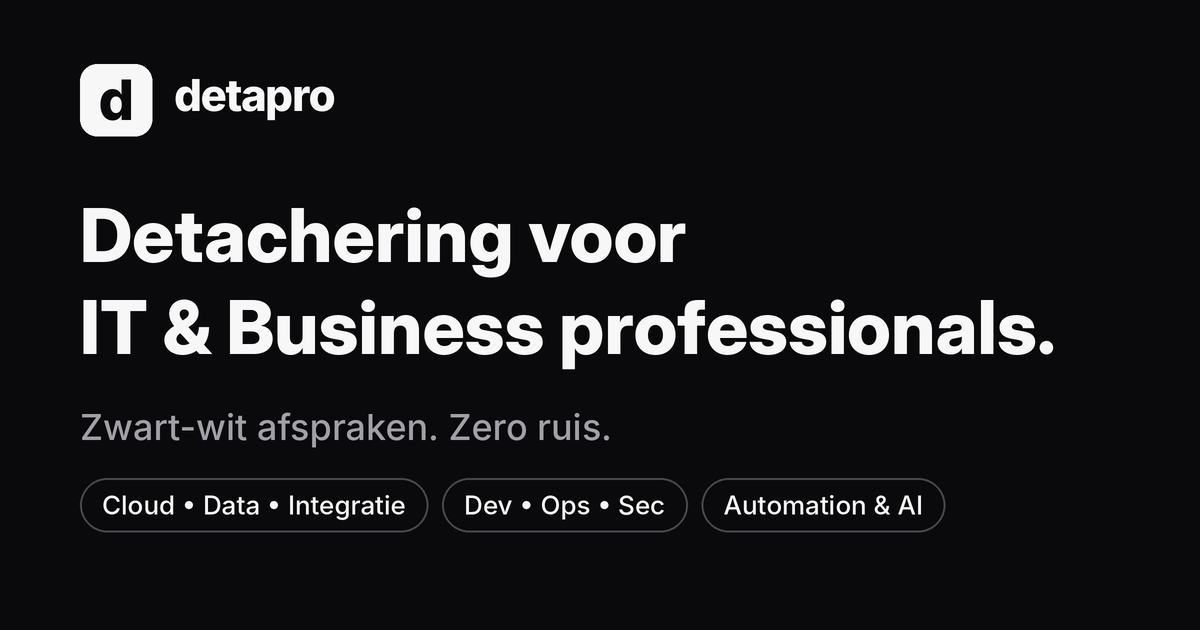 d detapro
Detachering voor
IT & Business professionals.
Zwart-wit afspraken. Zero ruis.
Cloud • Data • Integratie Dev • Ops • Sec Automation & AI